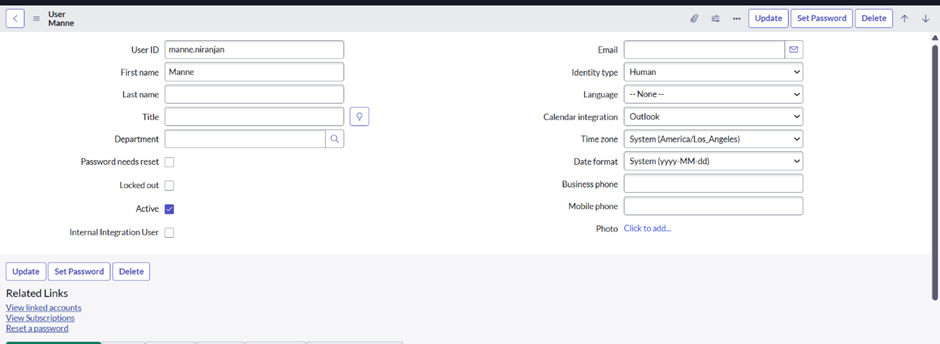 User
Manne
Update
Set Password
Delete
User ID manne.niranjan
First name Manne
Last name
Title
Department
Password needs reset
Locked out
Active
Internal Integration User
Email
Identity type Human
Language -- None --
Calendar integration Outlook
Time zone System (America/Los_Angeles)
Date format System (yyyy-MM-dd)
Business phone
Mobile phone
Photo Click to add...
Update
Set Password
Delete
Related Links
View linked accounts
View Subscriptions
Reset a password